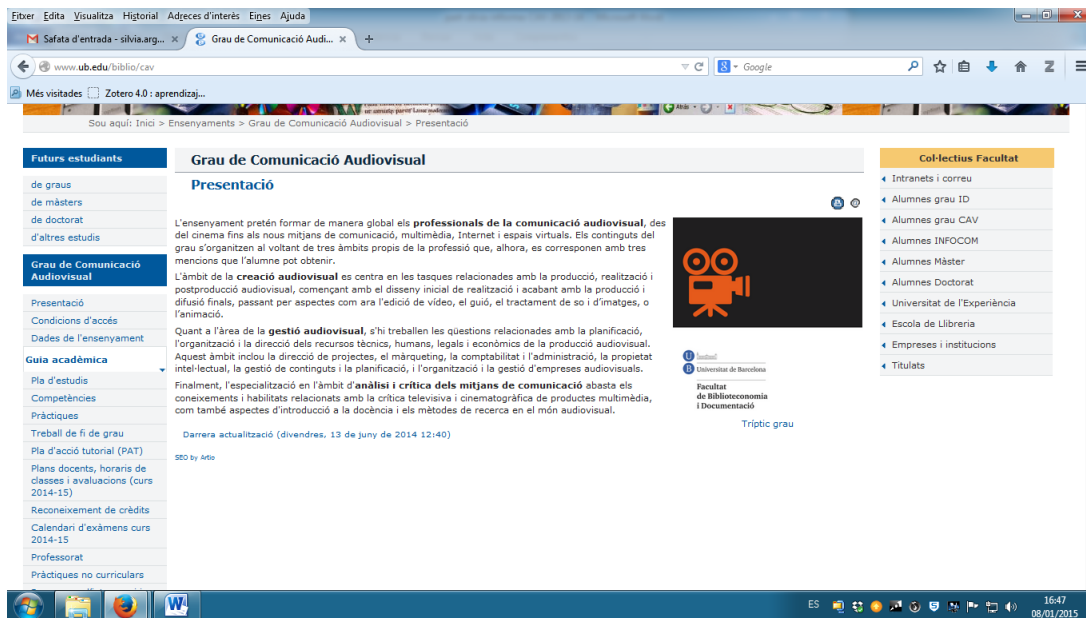 Fitxer Edita Visualitza Historial Adreces d'interès Eines Ajuda
Safata d'entrada - silvia.arg... ×
Grau de Comunicació Audi... ×
www.ub.edu/biblio/cav
Google
Més visitades
Zotero 4.0 : aprendizaj...
Sou aquí: Inici > Ensenyaments > Grau de Comunicació Audiovisual > Presentació
Futurs estudiants
de graus
de màsters
de doctorat
d'altres estudis
Grau de Comunicació
Audiovisual
Presentació
Condicions d'accés
Dades de l'ensenyament
Guia acadèmica
Pla d'estudis
Competències
Pràctiques
Treball de fi de grau
Pla d'acció tutorial (PAT)
Plans docents, horaris de
classes i avaluacions (curs
2014-15)
Reconeixement de crèdits
Calendari d'exàmens curs
2014-15
Professorat
Pràctiques no curriculars
Grau de Comunicació Audiovisual
Presentació
L'ensenyament pretén formar de manera global els professionals de la comunicació audiovisual, des
del cinema fins als nous mitjans de comunicació, multimèdia, Internet i espais virtuals. Els continguts del
grau s'organitzen al voltant de tres àmbits propis de la professió que, alhora, es corresponen amb tres
mencions que l'alumne pot obtenir.
L'àmbit de la creació audiovisual es centra en les tasques relacionades amb la producció, realització i
postproducció audiovisual, començant amb el disseny inicial de realització i acabant amb la producció i
difusió finals, passant per aspectes com ara l'edició de vídeo, el guió, el tractament de so i d'imatges, o
l'animació.
Quant a l'àrea de la gestió audiovisual, s'hi treballen les qüestions relacionades amb la planificació,
l'organització i la direcció dels recursos tècnics, humans, legals i econòmics de la producció audiovisual.
Aquest àmbit inclou la direcció de projectes, el màrqueting, la comptabilitat i l'administració, la propietat
intel·lectual, la gestió de continguts i la planificació, i l'organització i la gestió d'empreses audiovisuals.
Finalment, l'especialització en l'àmbit d'anàlisi i crítica dels mitjans de comunicació abasta els
coneixements i habilitats relacionats amb la crítica televisiva i cinematogràfica de productes multimèdia,
com també aspectes d'introducció a la docència i els mètodes de recerca en el món audiovisual.
Darrera actualització (divendres, 13 de juny de 2014 12:40)
SEO by Artio
Universitat de Barcelona
Facultat
de Biblioteconomia
i Documentació
Tríptic grau
Col·lectius Facultat
Intranets i correu
Alumnes grau ID
Alumnes grau CAV
Alumnes INFOCOM
Alumnes Màster
Alumnes Doctorat
Universitat de l'Experiència
Escola de Llibreria
Empreses i institucions
Titulats
ES
16:47
08/01/2015